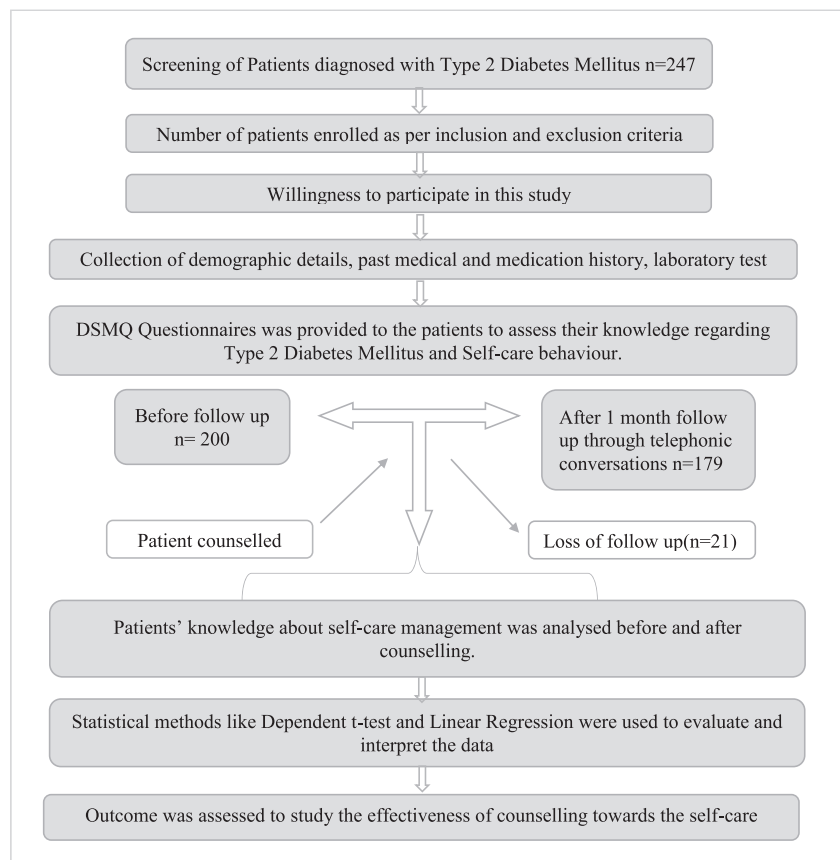 Screening of Patients diagnosed with Type 2 Diabetes Mellitus n=247
Number of patients enrolled as per inclusion and exclusion criteria
Willingness to participate in this study
Collection of demographic details, past medical and medication history, laboratory test
DSMQ Questionnaires was provided to the patients to assess their knowledge regarding
Type 2 Diabetes Mellitus and Self-care behaviour.
Before follow up
n= 200
After 1 month follow
up through telephonic
conversations n=179
Patient counselled
Loss of follow up(n=21)
Patients’ knowledge about self-care management was analysed before and after
counselling.
Statistical methods like Dependent t-test and Linear Regression were used to evaluate and
interpret the data
Outcome was assessed to study the effectiveness of counselling towards the self-care